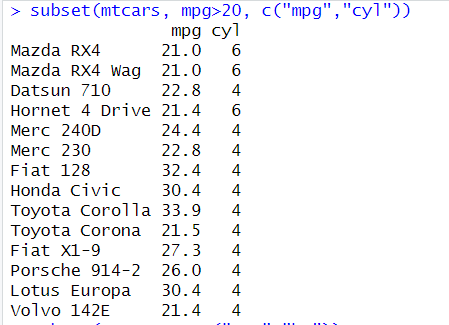 > subset(mtcars, mpg>20, c("mpg","cyl"))
mpg cyl
Mazda RX4 21.0 6
Mazda RX4 Wag 21.0 6
Datsun 710 22.8 4
Hornet 4 Drive 21.4 6
Merc 240D 24.4 4
Merc 230 22.8 4
Fiat 128 32.4 4
Honda Civic 30.4 4
Toyota Corolla 33.9 4
Toyota Corona 21.5 4
Fiat X1-9 27.3 4
Porsche 914-2 26.0 4
Lotus Europa 30.4 4
Volvo 142E 21.4 4